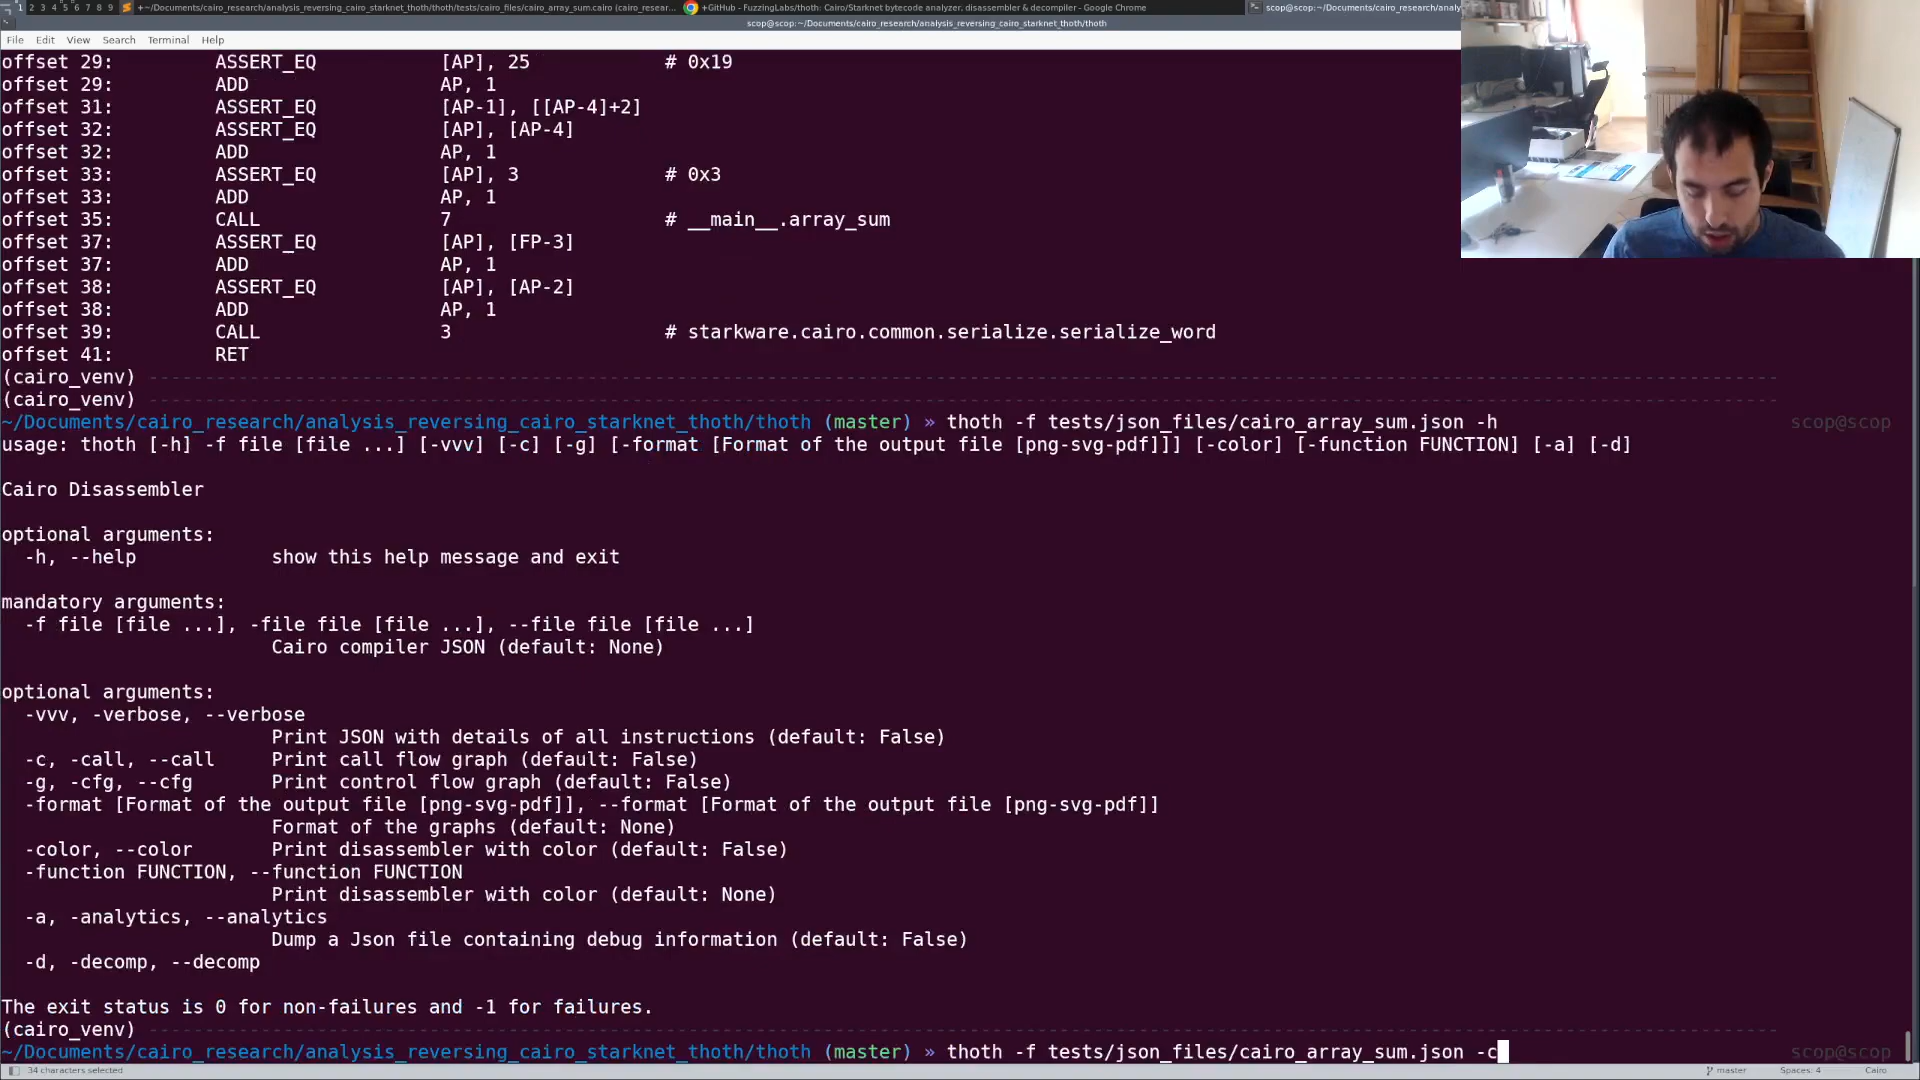 1 2 3 4 5 6 7 8 9 +~/Documents/cairo_research/analysis_reversing_cairo_starknet_thoth/thoth/tests/cairo_files/cairo_array_sum.cairo (cairo_resear... +GitHub - FuzzingLabs/thoth: Cairo/Starknet bytecode analyzer, disassembler & decompiler - Google Chrome scop@scop:~/Documents/cairo_research/analy
scop@scop:~/Documents/cairo_research/analysis_reversing_cairo_starknet_thoth/thoth
File Edit View Search Terminal Help
offset 29: ASSERT_EQ [AP], 25 # 0x19
offset 29: ADD AP, 1
offset 31: ASSERT_EQ [AP-1], [[AP-4]+2]
offset 32: ASSERT_EQ [AP], [AP-4]
offset 32: ADD AP, 1
offset 33: ASSERT_EQ [AP], 3 # 0x3
offset 33: ADD AP, 1
offset 35: CALL 7 # __main__.array_sum
offset 37: ASSERT_EQ [AP], [FP-3]
offset 37: ADD AP, 1
offset 38: ASSERT_EQ [AP], [AP-2]
offset 38: ADD AP, 1
offset 39: CALL 3 # starkware.cairo.common.serialize.serialize_word
offset 41: RET
(cairo_venv)
(cairo_venv)
~/Documents/cairo_research/analysis_reversing_cairo_starknet_thoth/thoth (master) » thoth -f tests/json_files/cairo_array_sum.json -h scop@scop
usage: thoth [-h] -f file [file ...] [-vvv] [-c] [-g] [-format [Format of the output file [png-svg-pdf]]] [-color] [-function FUNCTION] [-a] [-d]
Cairo Disassembler
optional arguments:
-h, --help show this help message and exit
mandatory arguments:
-f file [file ...], -file file [file ...], --file file [file ...]
Cairo compiler JSON (default: None)
optional arguments:
-vvv, -verbose, --verbose
Print JSON with details of all instructions (default: False)
-c, -call, --call Print call flow graph (default: False)
-g, -cfg, --cfg Print control flow graph (default: False)
-format [Format of the output file [png-svg-pdf]], --format [Format of the output file [png-svg-pdf]]
Format of the graphs (default: None)
-color, --color Print disassembler with color (default: False)
-function FUNCTION, --function FUNCTION
Print disassembler with color (default: None)
-a, -analytics, --analytics
Dump a Json file containing debug information (default: False)
-d, -decomp, --decomp
The exit status is 0 for non-failures and -1 for failures.
(cairo_venv)
~/Documents/cairo_research/analysis_reversing_cairo_starknet_thoth/thoth (master) » thoth -f tests/json_files/cairo_array_sum.json -c scop@scop
34 characters selected master Spaces: 4 Cairo